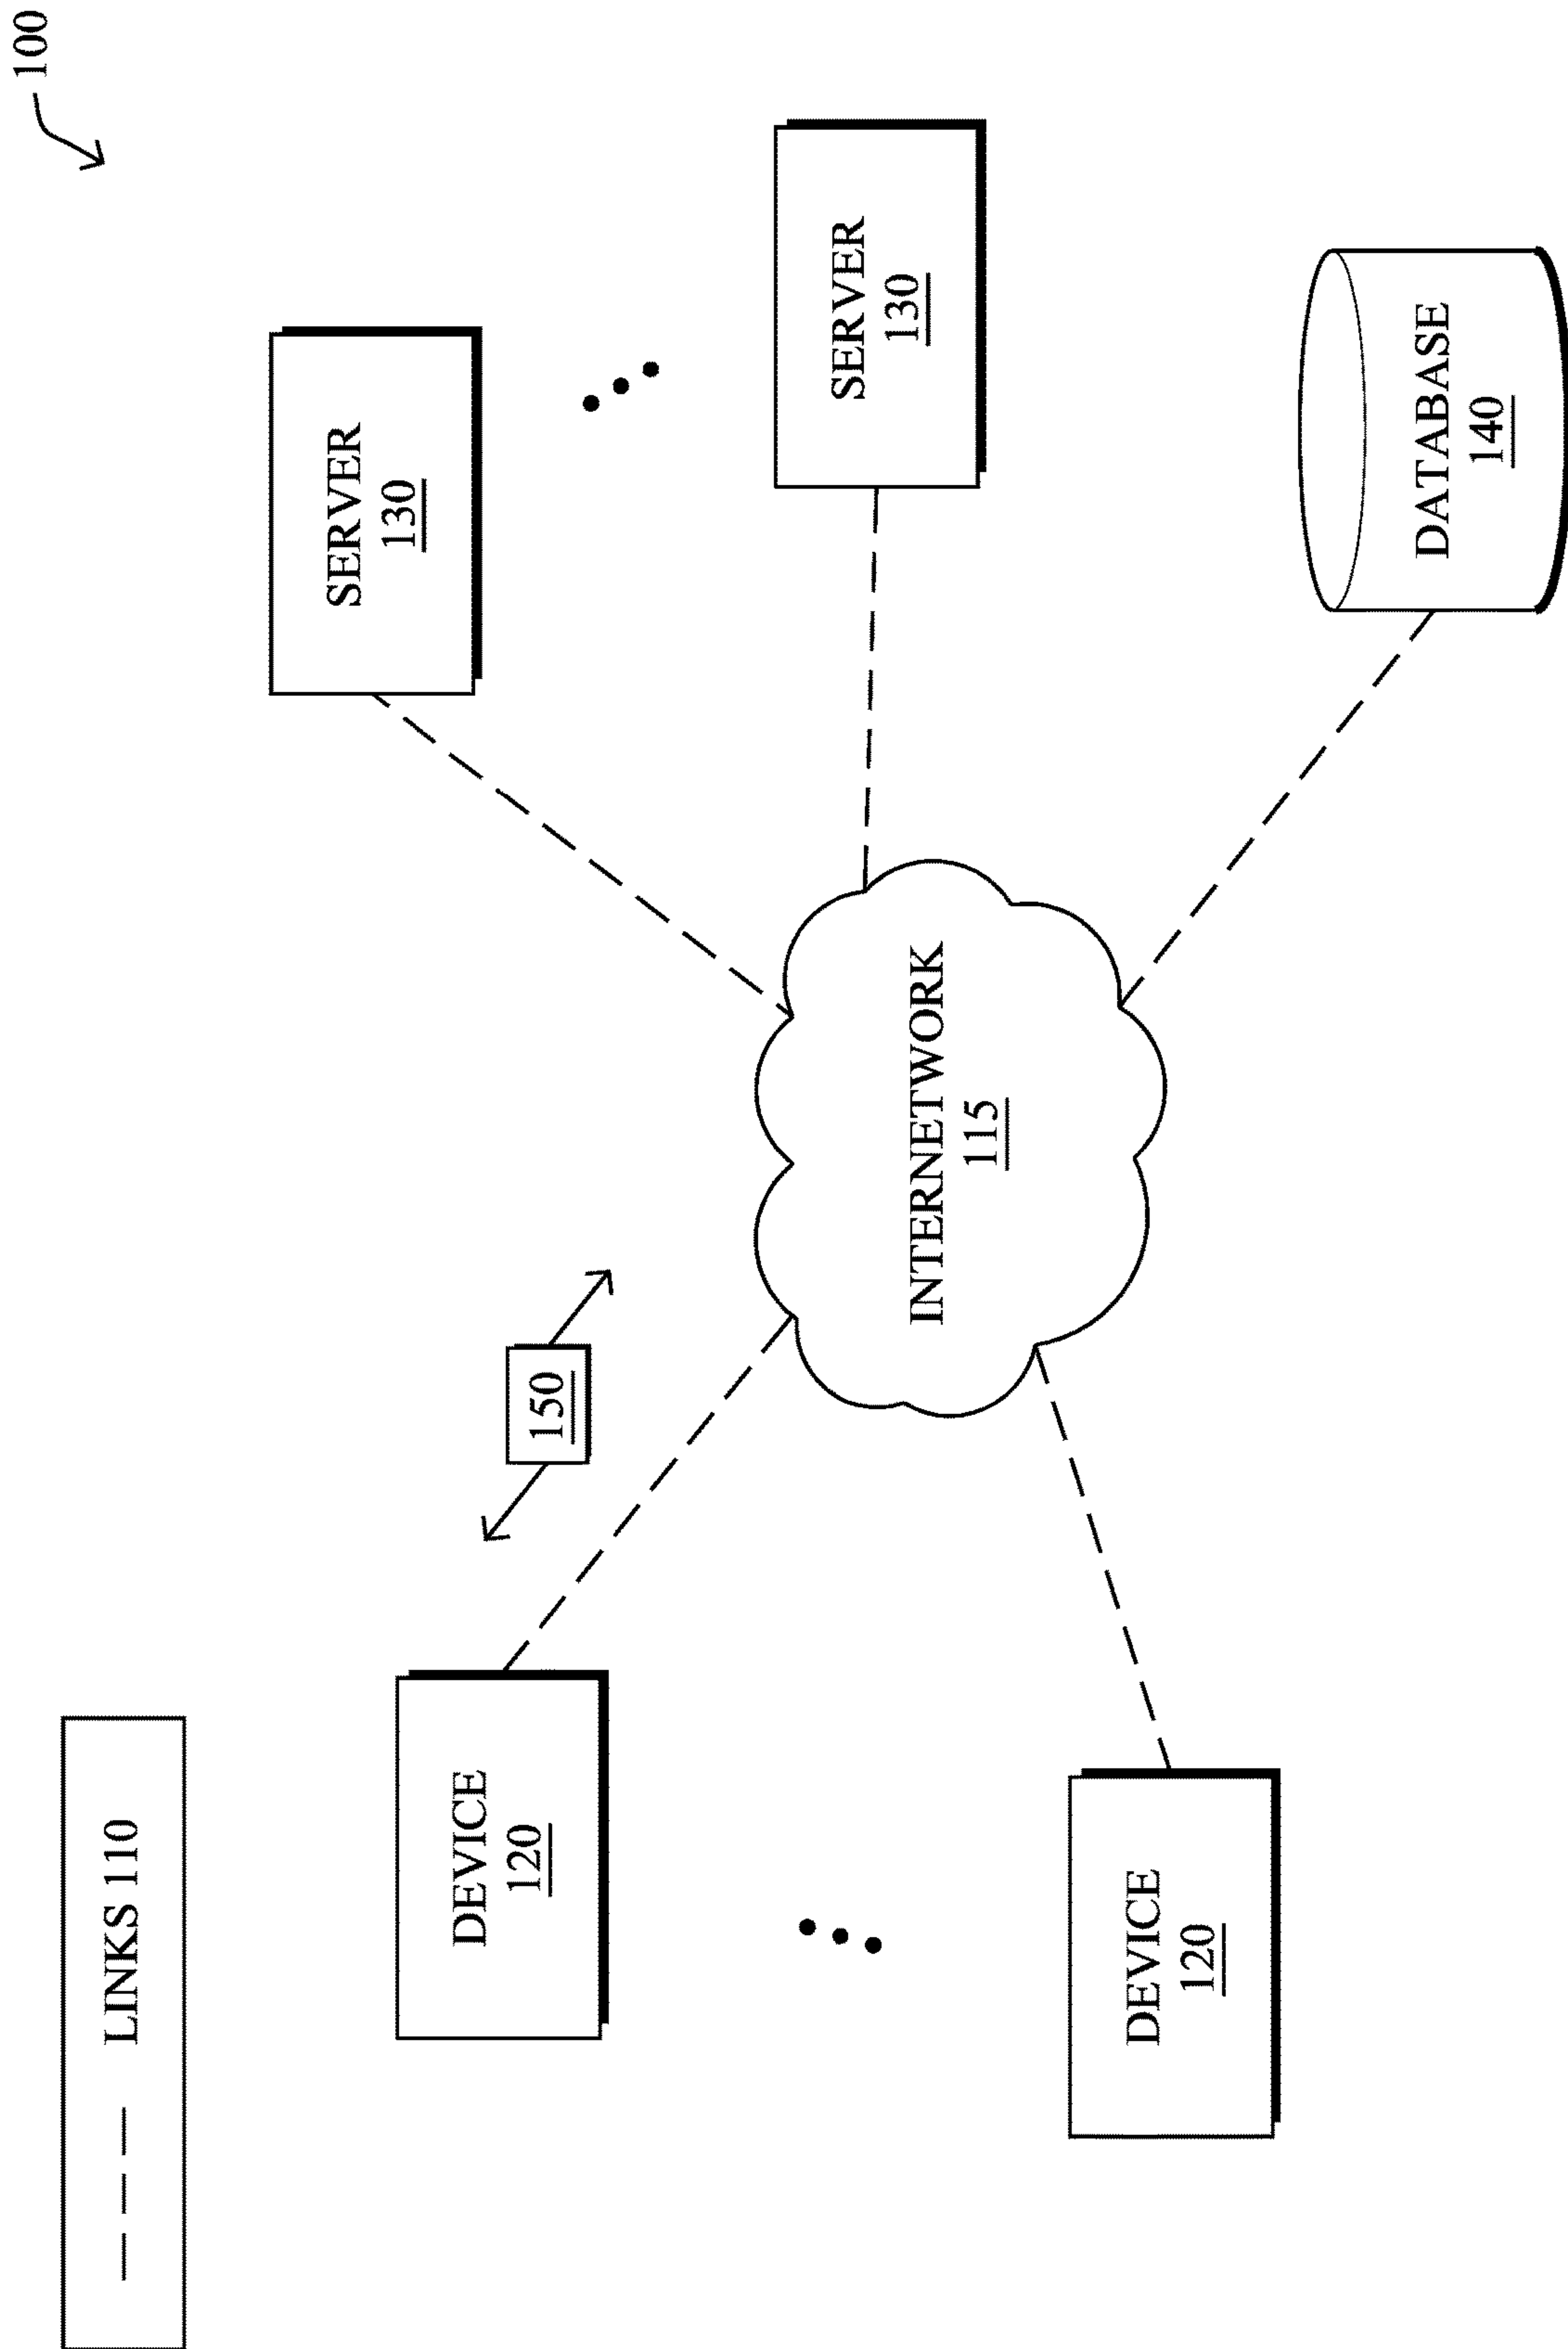 100
LINKS 110
SERVER
130
DEVICE
120
150
SERVER
130
INTERNETWORK
115
DEVICE
120
DATABASE
140